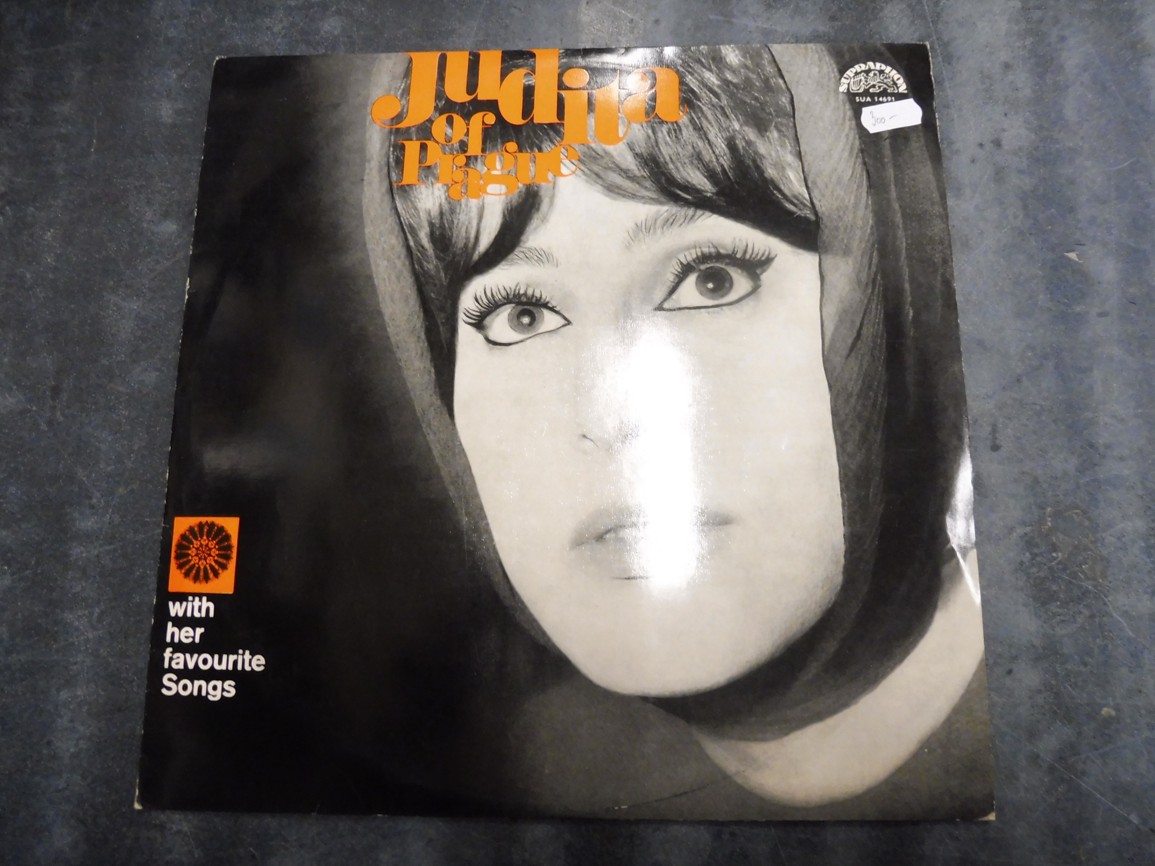 Judita
of
Prague
SUPRAPHON
SUA 14691
300 -
with
her
favourite
Songs